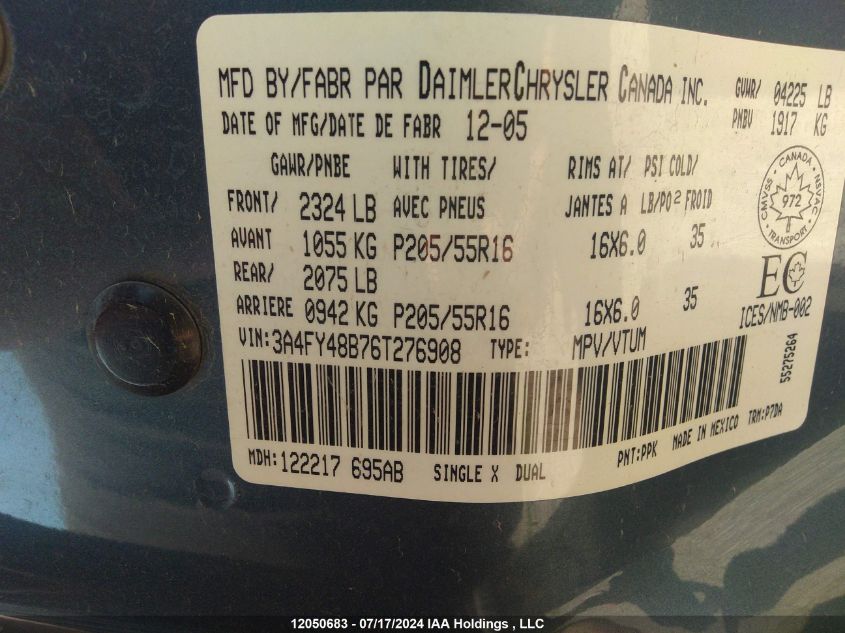 MFD BY/FABR PAR DAIMLERCHRYSLER CANADA INC. GVWR/ 04225 LB
DATE OF MFG/DATE DE FABR 12-05 PNBV 1917 KG
GAWR/PNBE WITH TIRES/ RIMS AT/ PSI COLD/
FRONT/ 2324 LB AVEC PNEUS JANTES A LB/PO2 FROID
AVANT 1055 KG P205/55R16 16X6.0 35
REAR/ 2075 LB
ARRIERE 0942 KG P205/55R16 16X6.0 35
CANADA
CMVSS NSVAC
972
TRANSPORT
EC
ICES/NMB-002
VIN:3A4FY48B76T276908 TYPE: MPV/VTUM
55275264
MDH:122217 695AB SINGLE X DUAL PNT:PPK MADE IN MEXICO TRM:P7DA
12050683 - 07/17/2024 IAA Holdings, LLC